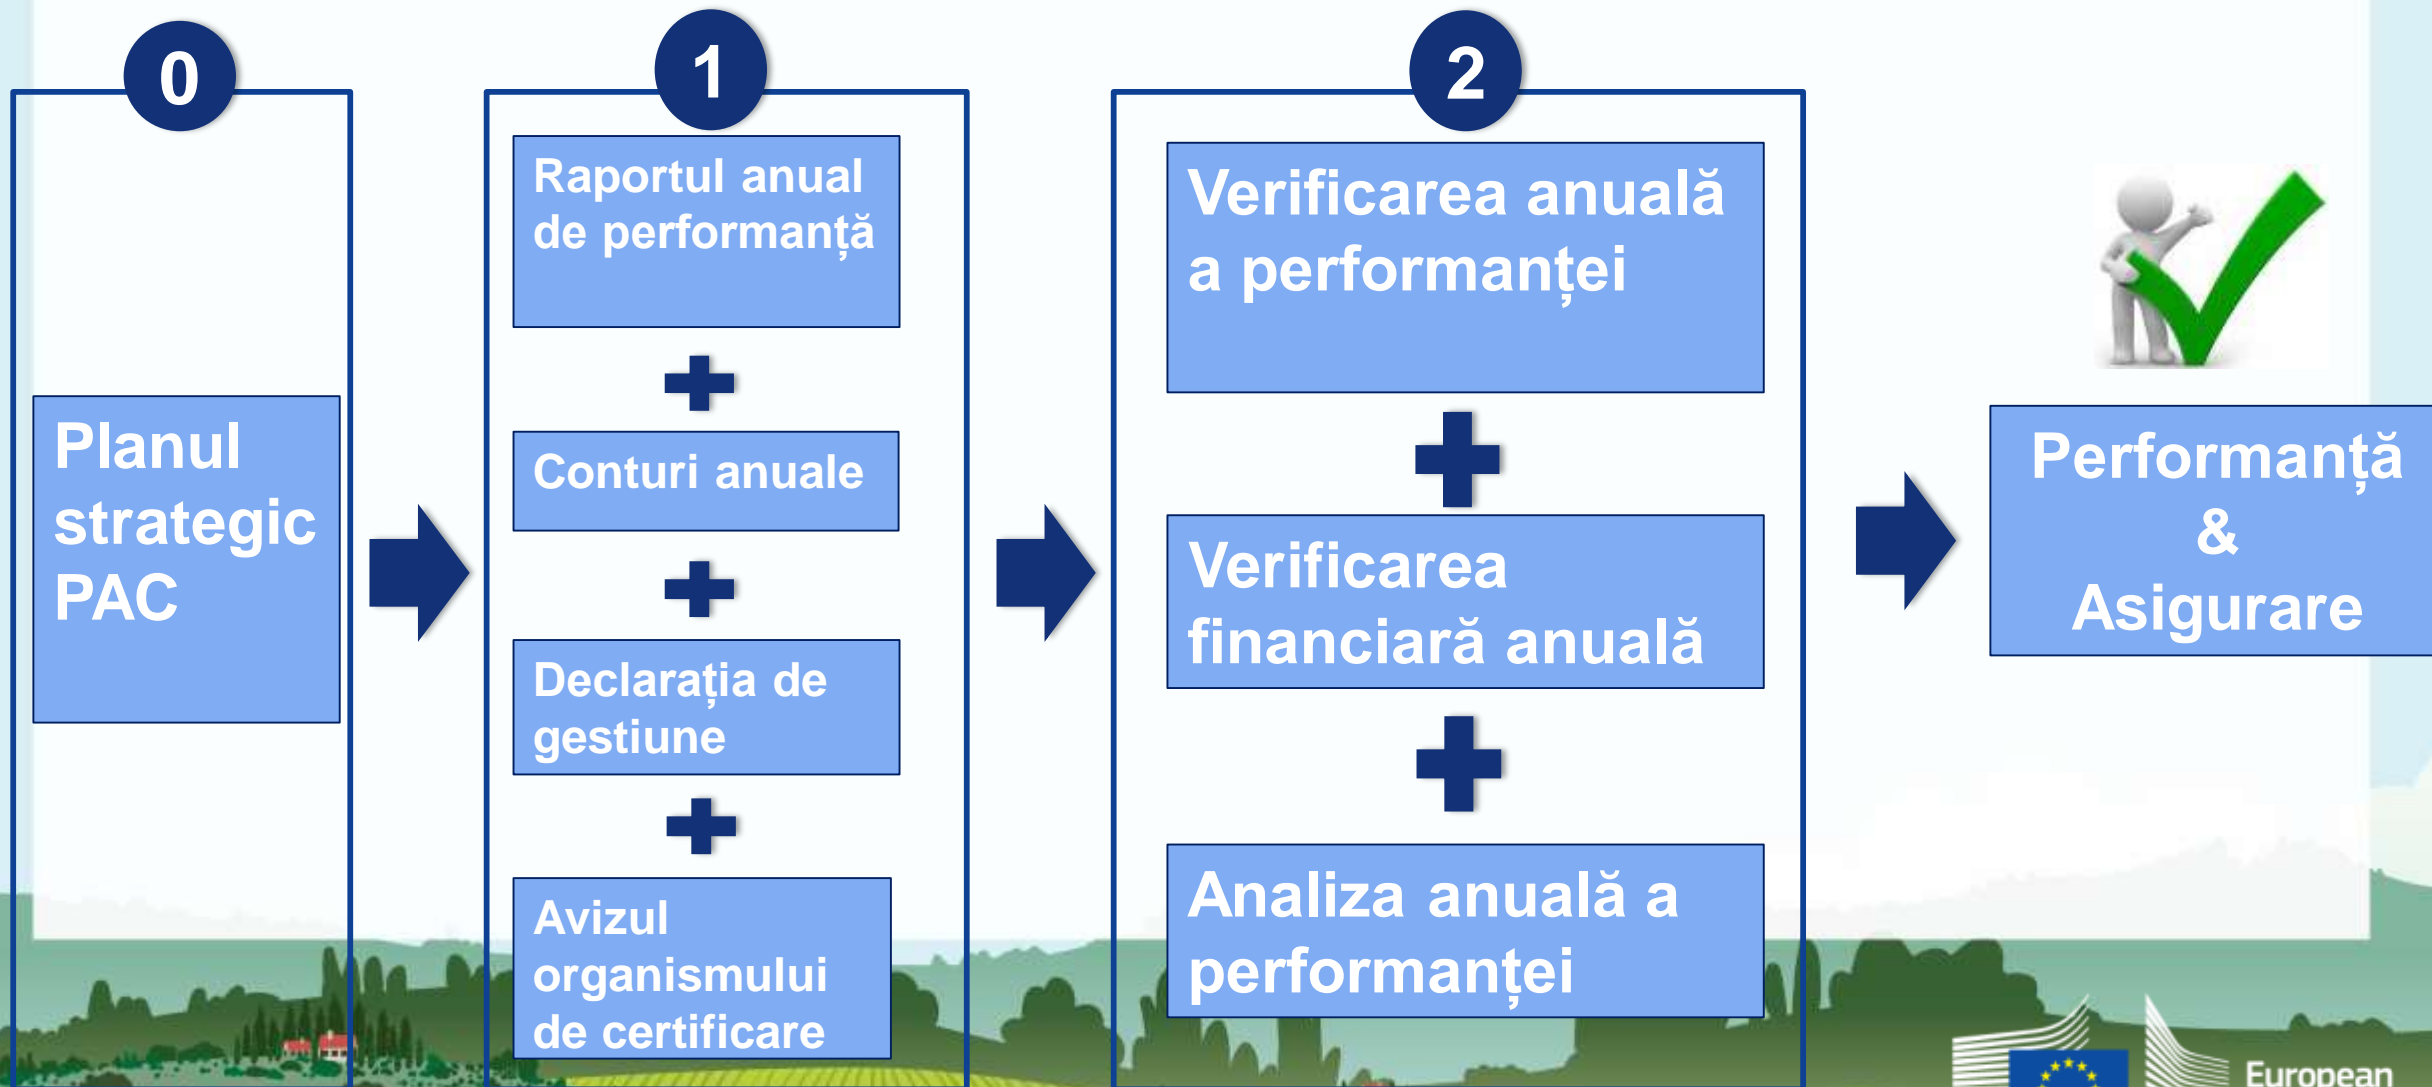 0
Planul
strategic
PAC
1
Raportul anual
de performanță
Conturi anuale
Declarația de
gestiune
Avizul
organismului
de certificare
2
Verificarea anuală
a performanței
Verificarea
financiară anuală
Analiza anuală a
performanței
Performanță
&
Asigurare
European